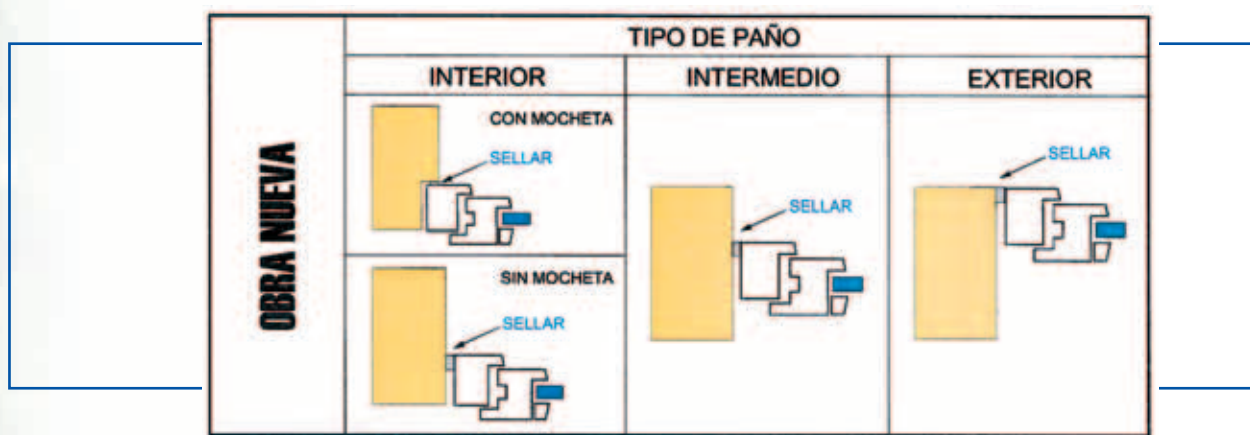 OBRA NUEVA
TIPO DE PAÑO
INTERIOR
INTERMEDIO
EXTERIOR
CON MOCHETA
SELLAR
SIN MOCHETA
SELLAR
SELLAR
SELLAR